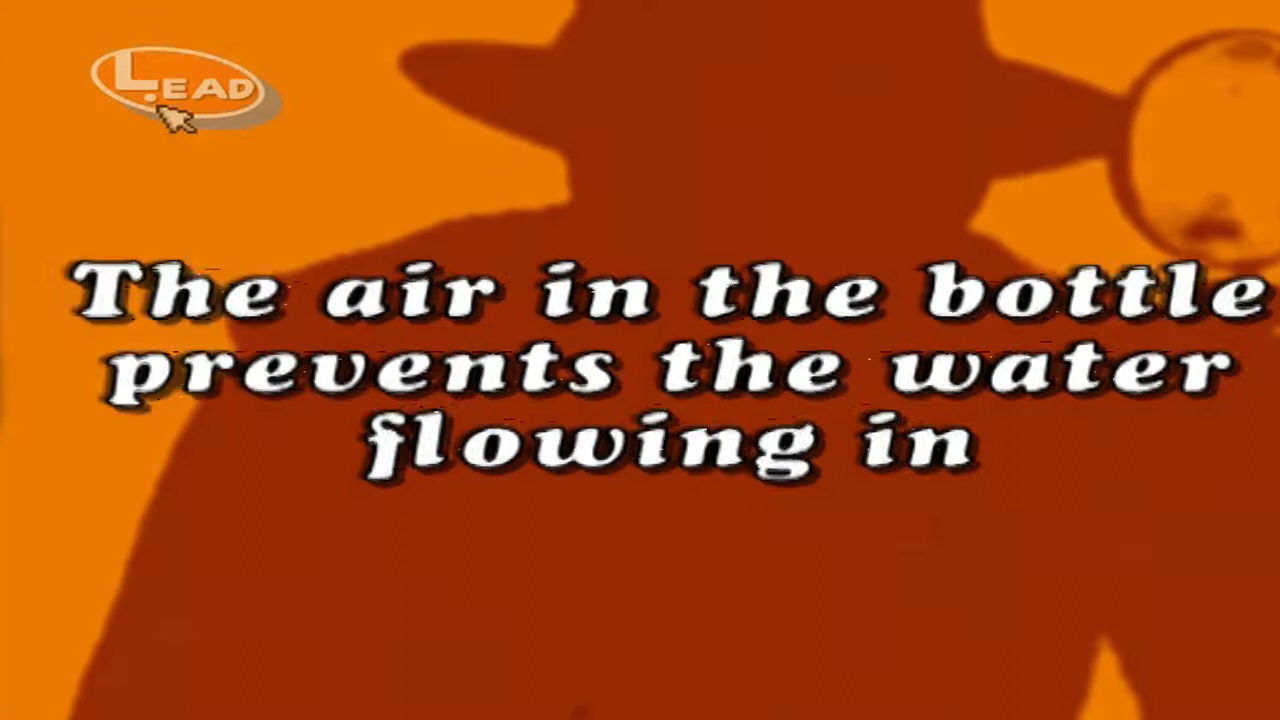 LEAD
The air in the bottle
prevents the water
flowing in